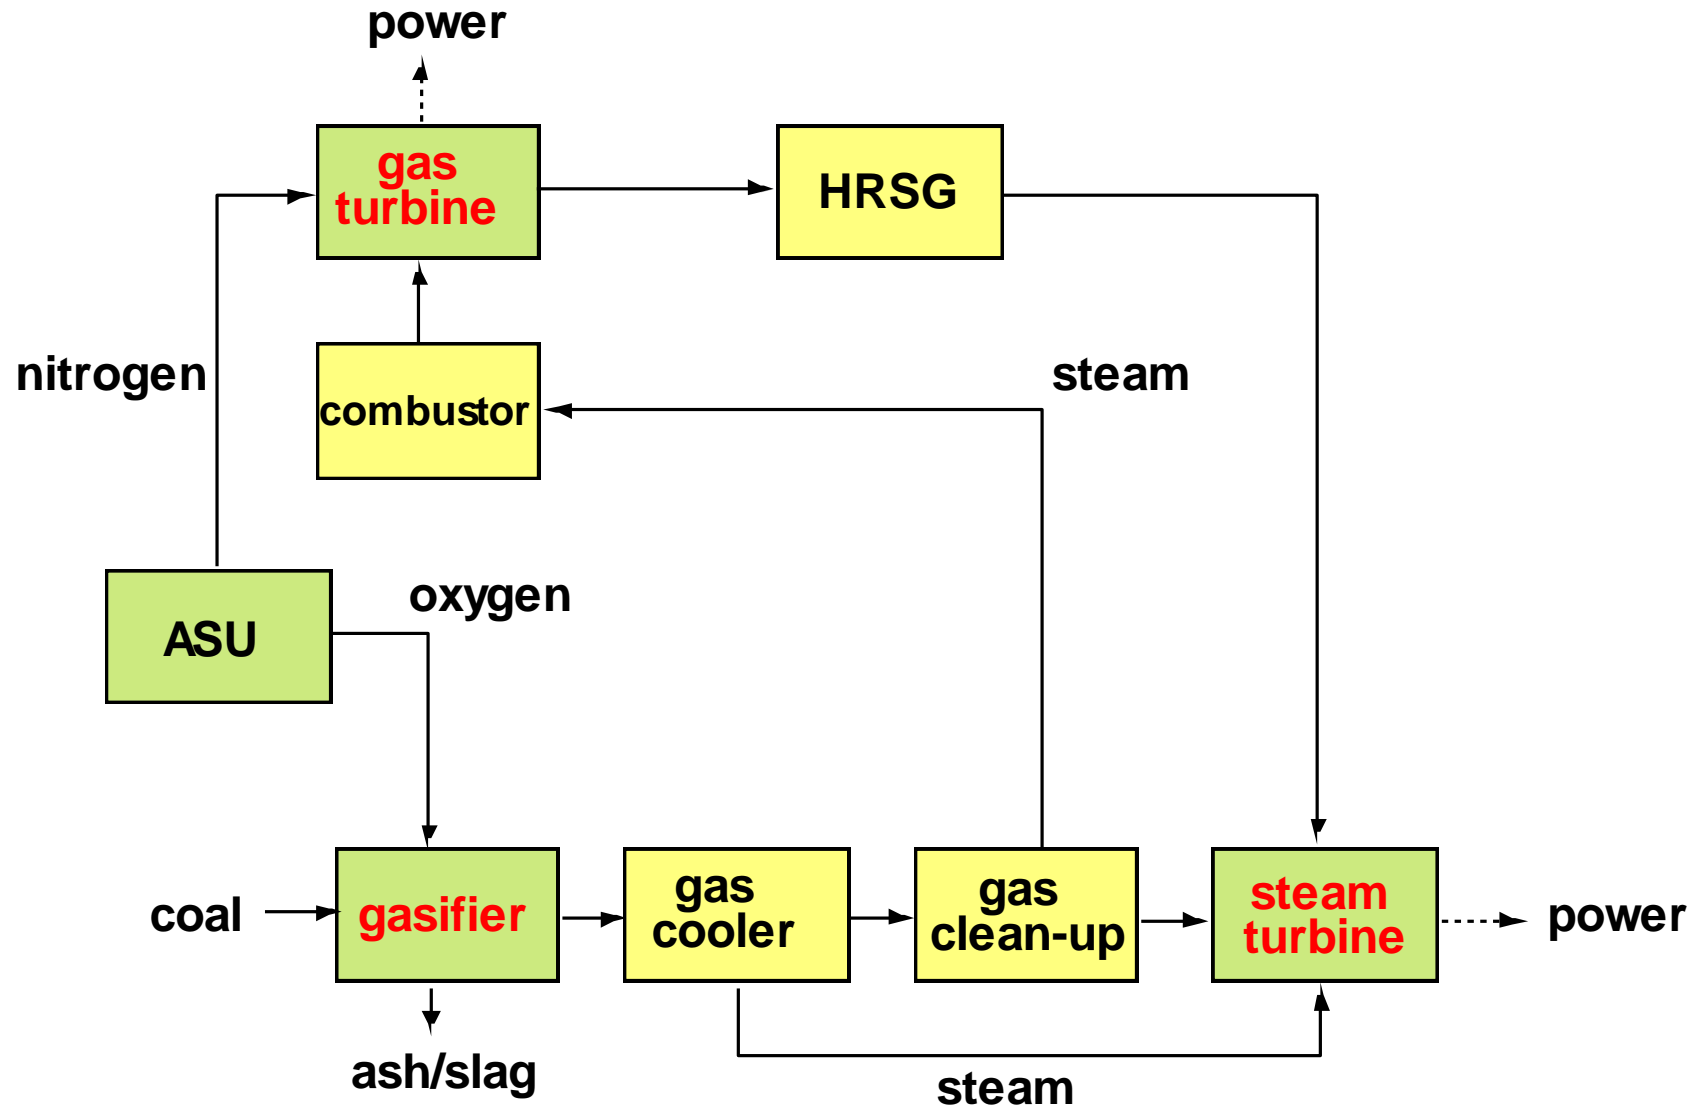 power
gas
turbine
HRSG
nitrogen
steam
combustor
oxygen
ASU
coal
gasifier
gas
cooler
gas
clean-up
steam
turbine
power
ash/slag
steam